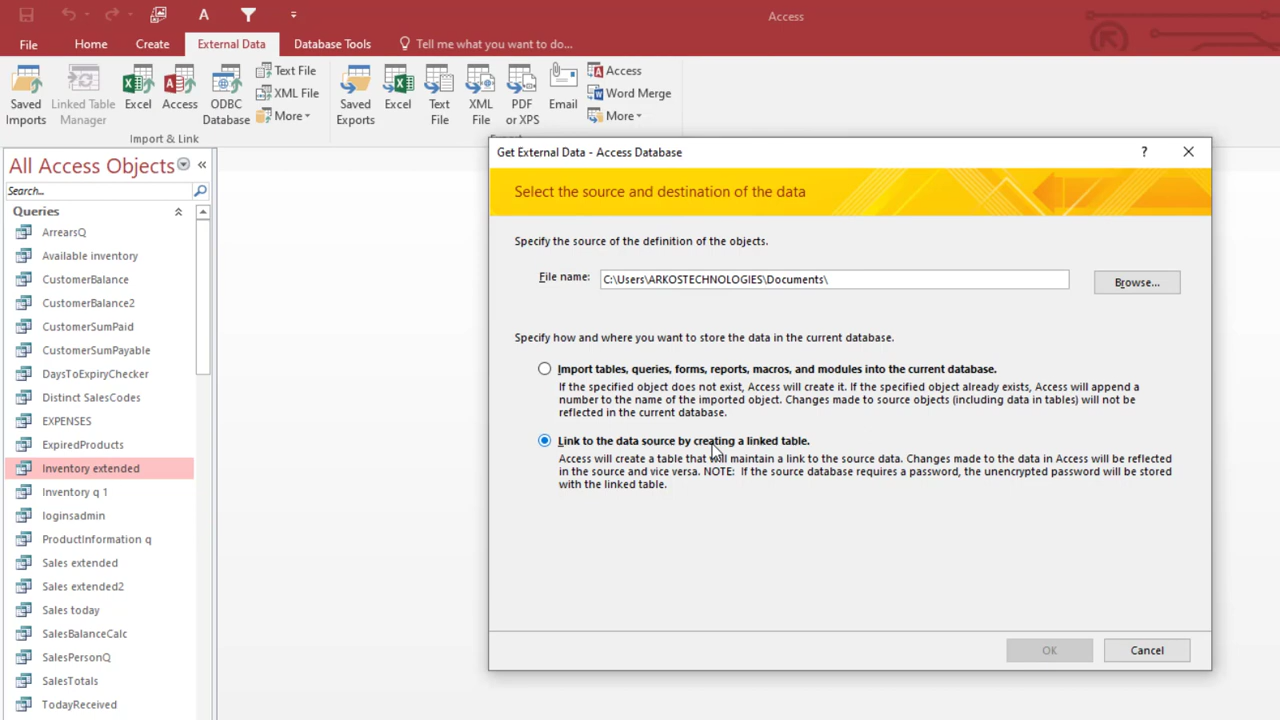 Access
File Home Create External Data Database Tools Tell me what you want to do...
Saved Imports
Linked Table Manager
Excel
Access
ODBC Database
Text File
XML File
More
Saved Exports
Excel
Text File
XML File
PDF or XPS
Email
Access
Word Merge
More
Import & Link
All Access Objects
Search...
Queries
ArrearsQ
Available inventory
CustomerBalance
CustomerBalance2
CustomerSumPaid
CustomerSumPayable
DaysToExpiryChecker
Distinct SalesCodes
EXPENSES
ExpiredProducts
Inventory extended
Inventory q 1
loginsadmin
ProductInformation q
Sales extended
Sales extended2
Sales today
SalesBalanceCalc
SalesPersonQ
SalesTotals
TodayReceived
Get External Data - Access Database
Select the source and destination of the data
Specify the source of the definition of the objects.
File name: C:\Users\ARKOSTECHNOLOGIES\Documents\ Browse...
Specify how and where you want to store the data in the current database.
Import tables, queries, forms, reports, macros, and modules into the current database.
If the specified object does not exist, Access will create it. If the specified object already exists, Access will append a
number to the name of the imported object. Changes made to source objects (including data in tables) will not be
reflected in the current database.
Link to the data source by creating a linked table.
Access will create a table that will maintain a link to the source data. Changes made to the data in Access will be reflected
in the source and vice versa. NOTE: If the source database requires a password, the unencrypted password will be stored
with the linked table.
OK Cancel